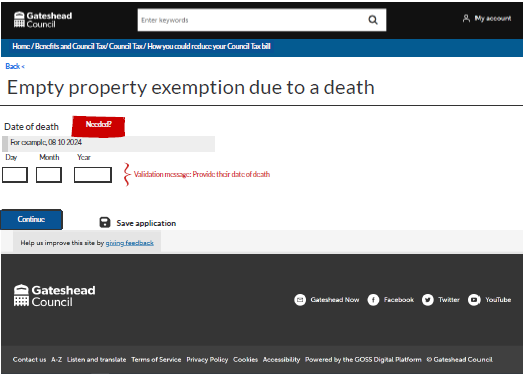 Gateshead
Council
Enter keywords
My account
Home / Benefits and Council Tax / Council Tax / How you could reduce your Council Tax bill
Back <
Empty property exemption due to a death
Date of death
Needed?
For example, 08 10 2024
Day Month Year
Validation message: Provide their date of death
Continue
Save application
Help us improve this site by giving feedback
Gateshead
Council
Gateshead Now Facebook Twitter YouTube
Contact us A-Z Listen and translate Terms of Service Privacy Policy Cookies Accessibility Powered by the GOSS Digital Platform © Gateshead Council